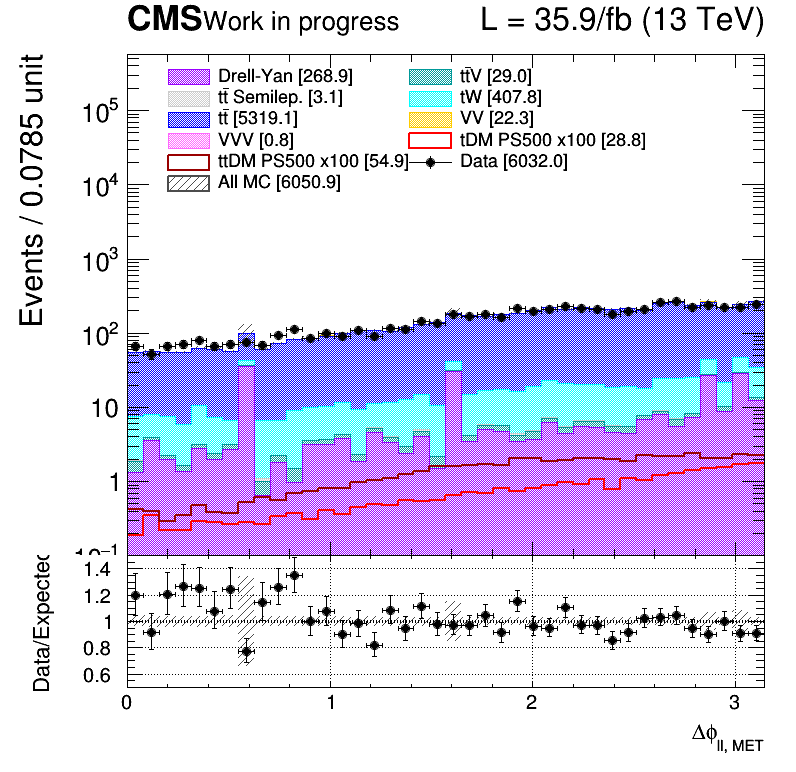 CMS Work in progress L = 35.9/fb (13 TeV)
Events / 0.0785 unit
Drell-Yan [268.9] tt̄V [29.0]
tt̄ Semilep. [3.1] tW [407.8]
tt̄ [5319.1] VV [22.3]
VVV [0.8] tDM PS500 x100 [28.8]
ttDM PS500 x100 [54.9] Data [6032.0]
All MC [6050.9]
10⁵
10⁴
10³
10²
10
1
10⁻¹
Data/Expected
1.4
1.2
1
0.8
0.6
0 1 2 3
Δϕll, MET